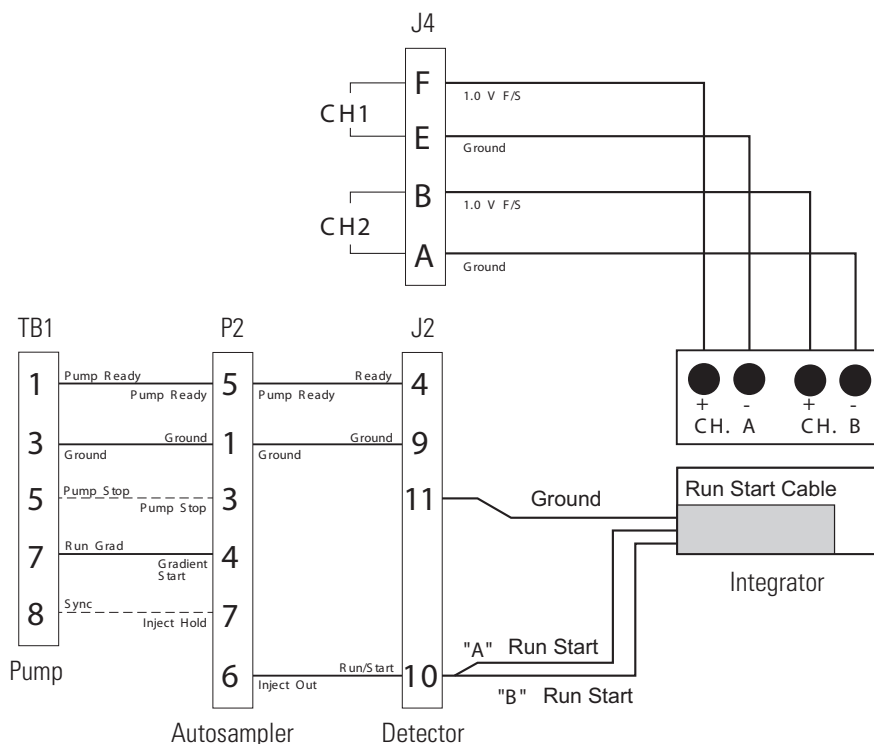 J4
F
1.0 V F/S
CH1
E
Ground
B
1.0 V F/S
CH2
A
Ground
TB1
P2
J2
1
Pump Ready
Pump Ready
5
Pump Ready
Ready
4
3
Ground
Ground
1
Ground
Ground
9
5
Pump Stop
Pump Stop
3
11
Ground
7
Run Grad
Gradient
Start
4
8
Sync
Inject Hold
7
6
Inject Out
Run/Start
10
"A" Run Start
"B" Run Start
+ - + -
CH. A CH. B
Run Start Cable
Integrator
Pump
Autosampler
Detector